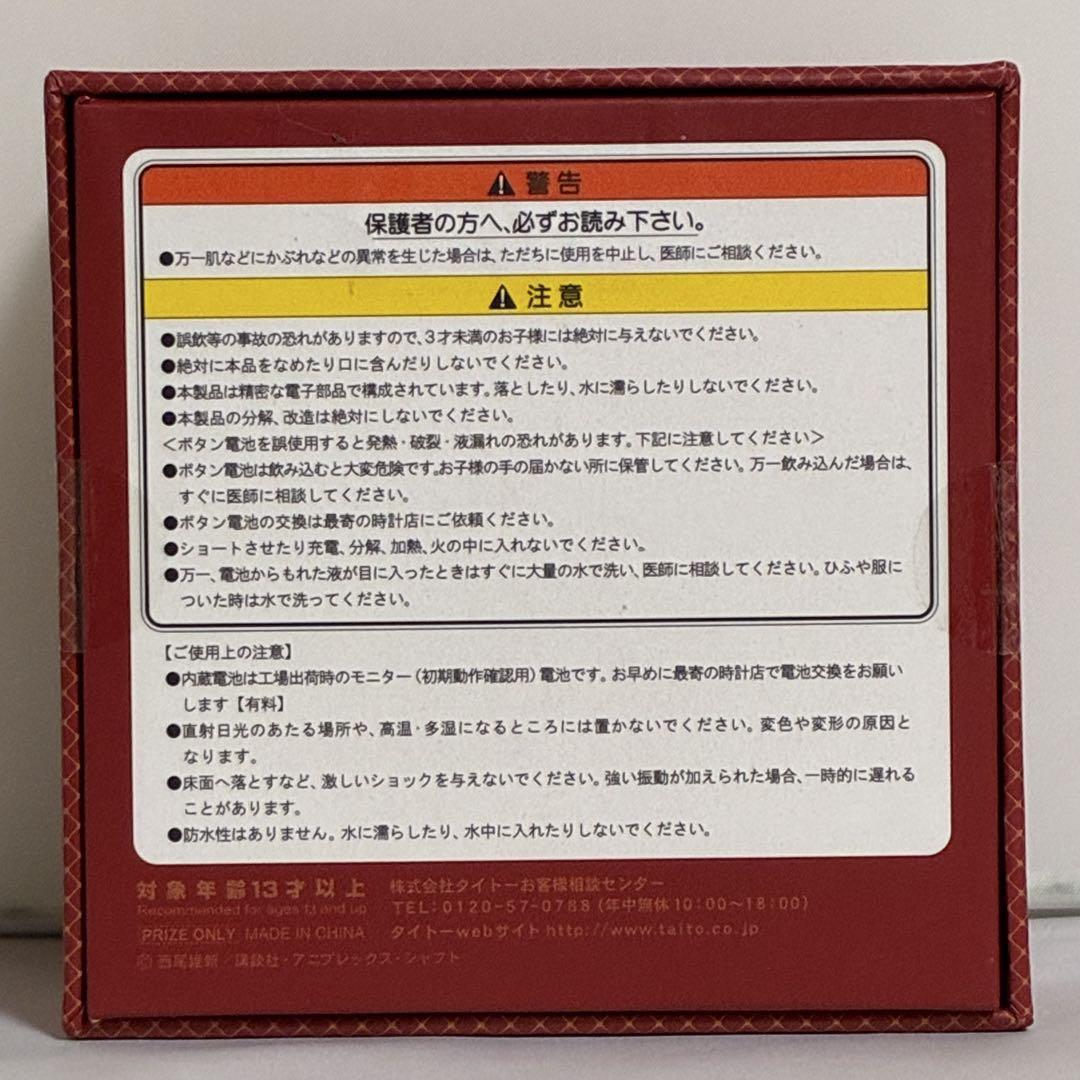 警告
保護者の方へ、必ずお読み下さい。
●万一肌などにかぶれなどの異常を生じた場合は、ただちに使用を中止し、医師にご相談ください。
注意
●誤飲等の事故の恐れがありますので、3才未満のお子様には絶対に与えないでください。
●絶対に本品をなめたり口に含んだりしないでください。
●本製品は精密な電子部品で構成されています。落としたり、水に濡らしたりしないでください。
●本製品の分解、改造は絶対にしないでください。
<ボタン電池を誤使用すると発熱・破裂・液漏れの恐れがあります。下記に注意してください>
●ボタン電池は飲み込むと大変危険です。お子様の手の届かない所に保管してください。万一飲み込んだ場合は、
すぐに医師に相談してください。
●ボタン電池の交換は最寄の時計店にご依頼ください。
●ショートさせたり充電、分解、加熱、火の中に入れないでください。
●万一、電池からもれた液が目に入ったときはすぐに大量の水で洗い、医師に相談してください。ひふや服に
ついた時は水で洗ってください。
【ご使用上の注意】
●内蔵電池は工場出荷時のモニター(初期動作確認用)電池です。お早めに最寄の時計店で電池交換をお願い
します【有料】
●直射日光のあたる場所や、高温・多湿になるところには置かないでください。変色や変形の原因と
なります。
●床面へ落とすなど、激しいショックを与えないでください。強い振動が加えられた場合、一時的に遅れる
ことがあります。
●防水性はありません。水に濡らしたり、水中に入れたりしないでください。
対象年齢13才以上
Recommended for ages 13 and up
PRIZE ONLY MADE IN CHINA
株式会社タイトーお客様相談センター
TEL:0120-57-0788(年中無休10:00~18:00)
タイトーwebサイト http://www.taito.co.jp
©西尾維新/講談社・アニプレックス・シャフト